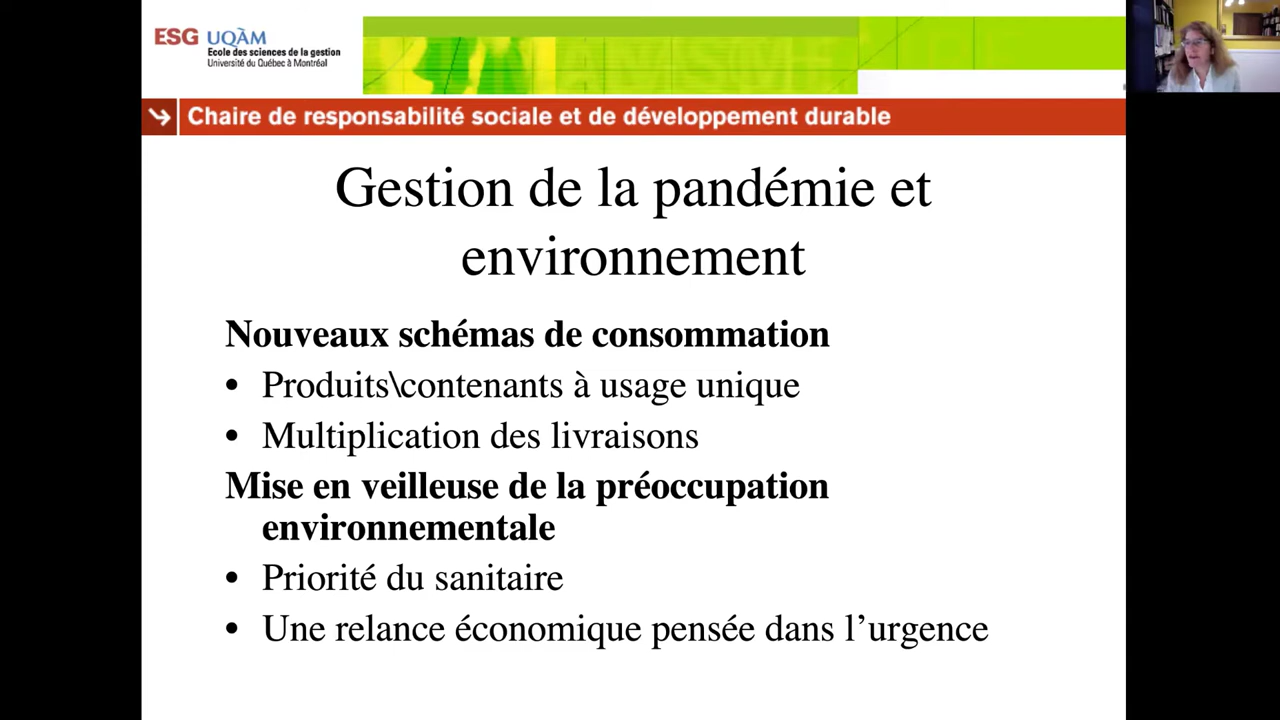 ESG UQÀM
Ecole des sciences de la gestion
Université du Québec à Montréal
Chaire de responsabilité sociale et de développement durable
Gestion de la pandémie et
environnement
Nouveaux schémas de consommation
• Produits\contenants à usage unique
• Multiplication des livraisons
Mise en veilleuse de la préoccupation
environnementale
• Priorité du sanitaire
• Une relance économique pensée dans l’urgence